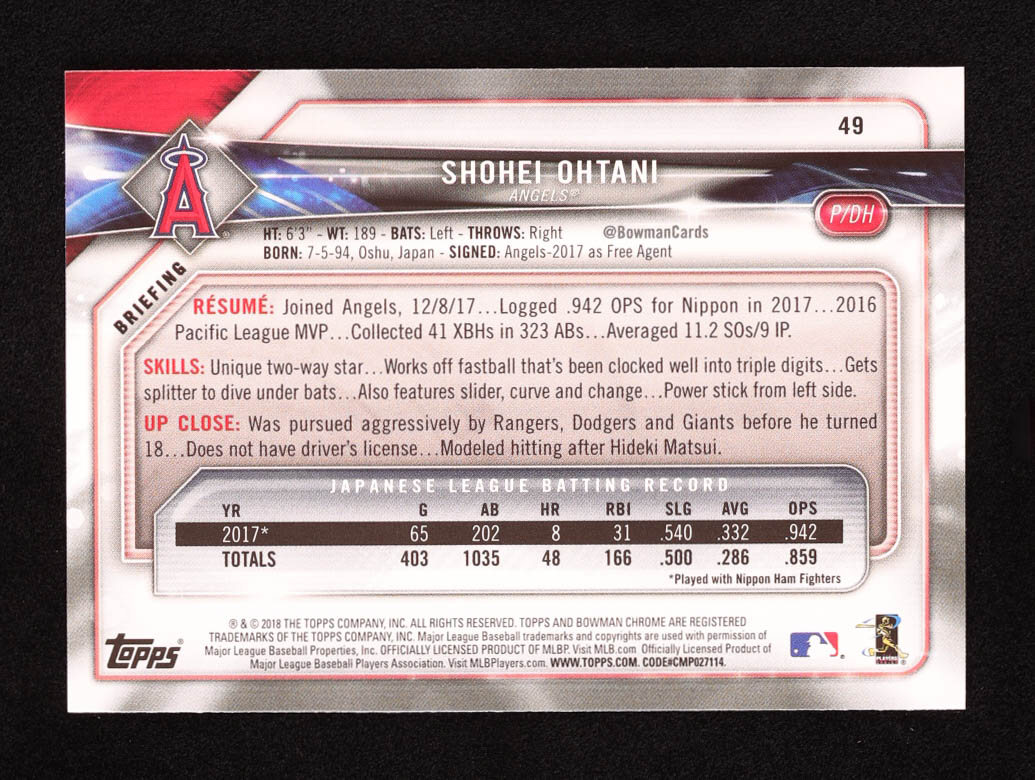 49
A
SHOHEI OHTANI
ANGELS®
P/DH
HT: 6'3" - WT: 189 - BATS: Left - THROWS: Right @BowmanCards
BORN: 7-5-94, Oshu, Japan - SIGNED: Angels-2017 as Free Agent
BRIEFING
RÉSUMÉ: Joined Angels, 12/8/17...Logged .942 OPS for Nippon in 2017...2016
Pacific League MVP...Collected 41 XBHs in 323 ABs...Averaged 11.2 SOs/9 IP.
SKILLS: Unique two-way star...Works off fastball that's been clocked well into triple digits...Gets
splitter to dive under bats...Also features slider, curve and change...Power stick from left side.
UP CLOSE: Was pursued aggressively by Rangers, Dodgers and Giants before he turned
18...Does not have driver's license...Modeled hitting after Hideki Matsui.
JAPANESE LEAGUE BATTING RECORD
YR G AB HR RBI SLG AVG OPS
2017* 65 202 8 31 .540 .332 .942
TOTALS 403 1035 48 166 .500 .286 .859
*Played with Nippon Ham Fighters
® & © 2018 THE TOPPS COMPANY, INC. ALL RIGHTS RESERVED. TOPPS AND BOWMAN CHROME ARE REGISTERED
TRADEMARKS OF THE TOPPS COMPANY, INC. Major League Baseball trademarks and copyrights are used with permission of
Major League Baseball Properties, Inc. OFFICIALLY LICENSED PRODUCT OF MLBP. Visit MLB.com Officially Licensed Product of
Major League Baseball Players Association. Visit MLBPlayers.com. WWW.TOPPS.COM. CODE#CMP027114.
Topps®
PLAYERS